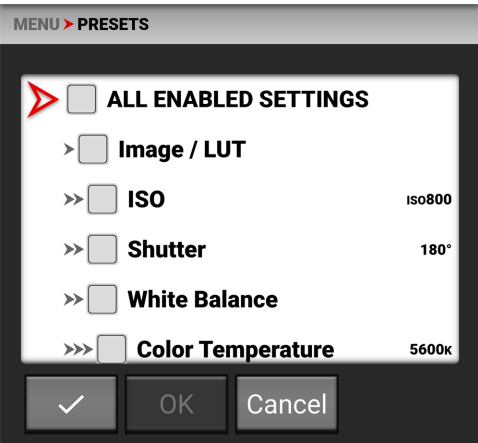 MENU > PRESETS
ALL ENABLED SETTINGS
Image / LUT
ISO ISO800
Shutter 180°
White Balance
Color Temperature 5600K
OK Cancel